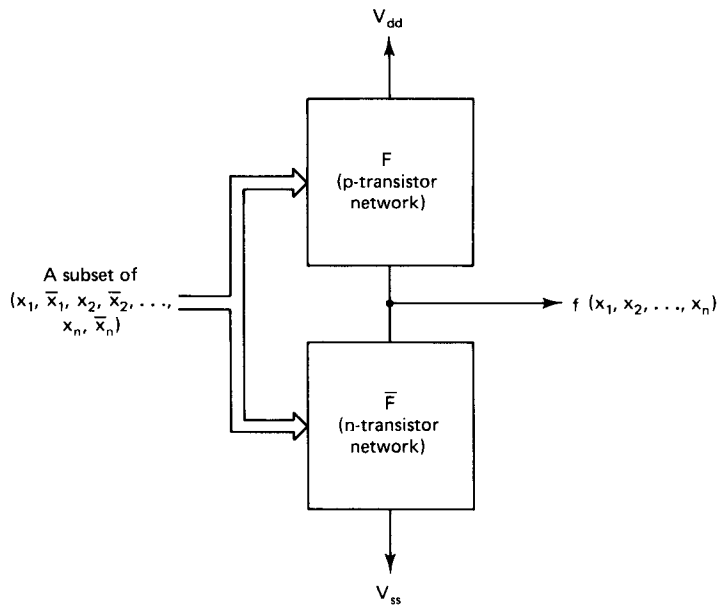 V_dd
F
(p-transistor
network)
A subset of
(x₁, x̅₁, x₂, x̅₂, . . .,
xₙ, x̅ₙ)
f (x₁, x₂, . . ., xₙ)
F̅
(n-transistor
network)
V_ss